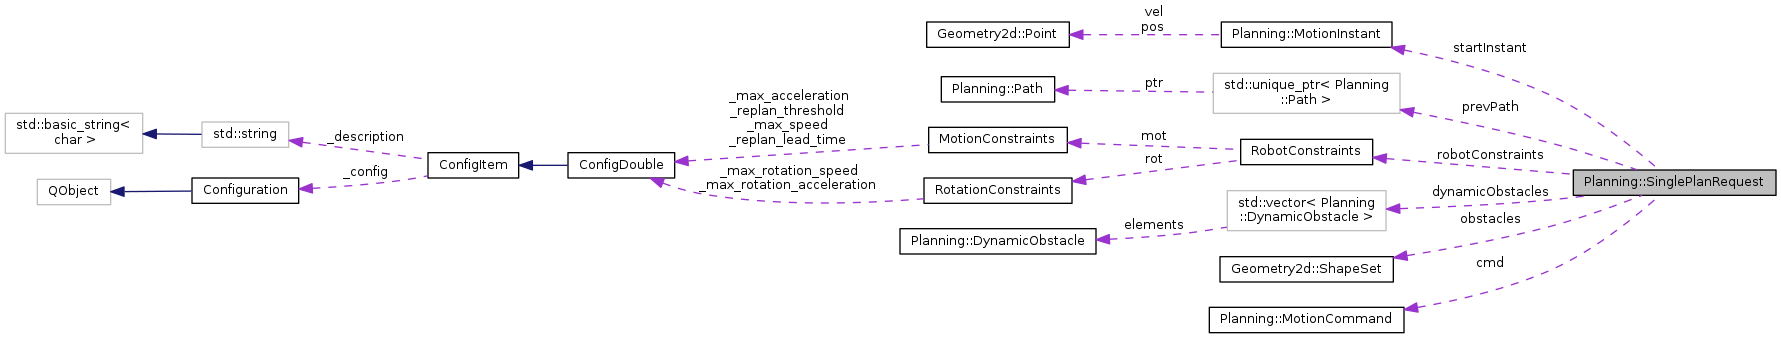 vel
pos
Geometry2d::Point
Planning::MotionInstant
startInstant
Planning::Path
ptr
std::unique_ptr< Planning
::Path >
prevPath
_max_acceleration
_replan_threshold
_max_speed
_replan_lead_time
std::basic_string<
char >
std::string
_description
MotionConstraints
mot
RobotConstraints
robotConstraints
ConfigItem
ConfigDouble
rot
_config
_max_rotation_speed
_max_rotation_acceleration
QObject
Configuration
RotationConstraints
Planning::SinglePlanRequest
dynamicObstacles
std::vector< Planning
::DynamicObstacle >
elements
obstacles
Planning::DynamicObstacle
Geometry2d::ShapeSet
cmd
Planning::MotionCommand